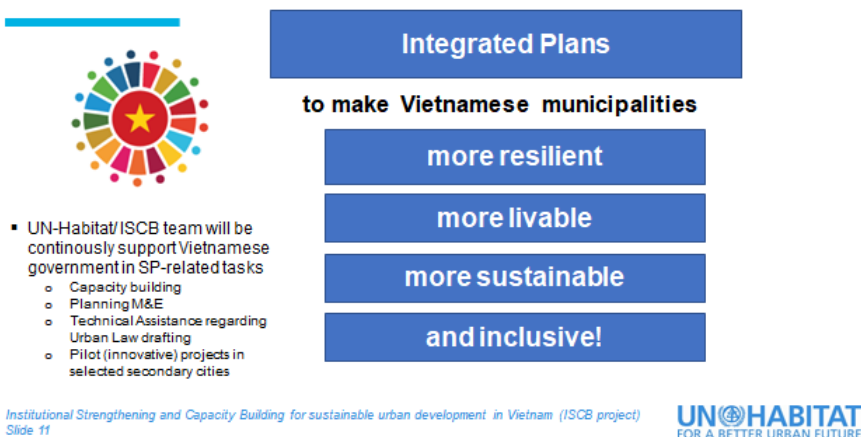 Integrated Plans
to make Vietnamese municipalities
more resilient
more livable
more sustainable
and inclusive!
▪ UN-Habitat/ISCB team will be
continously support Vietnamese
government in SP-related tasks
o Capacity building
o Planning M&E
o Technical Assistance regarding
Urban Law drafting
o Pilot (innovative) projects in
selected secondary cities
Institutional Strengthening and Capacity Building for sustainable urban development in Vietnam (ISCB project)
Slide 11
UN HABITAT
FOR A BETTER URBAN FUTURE